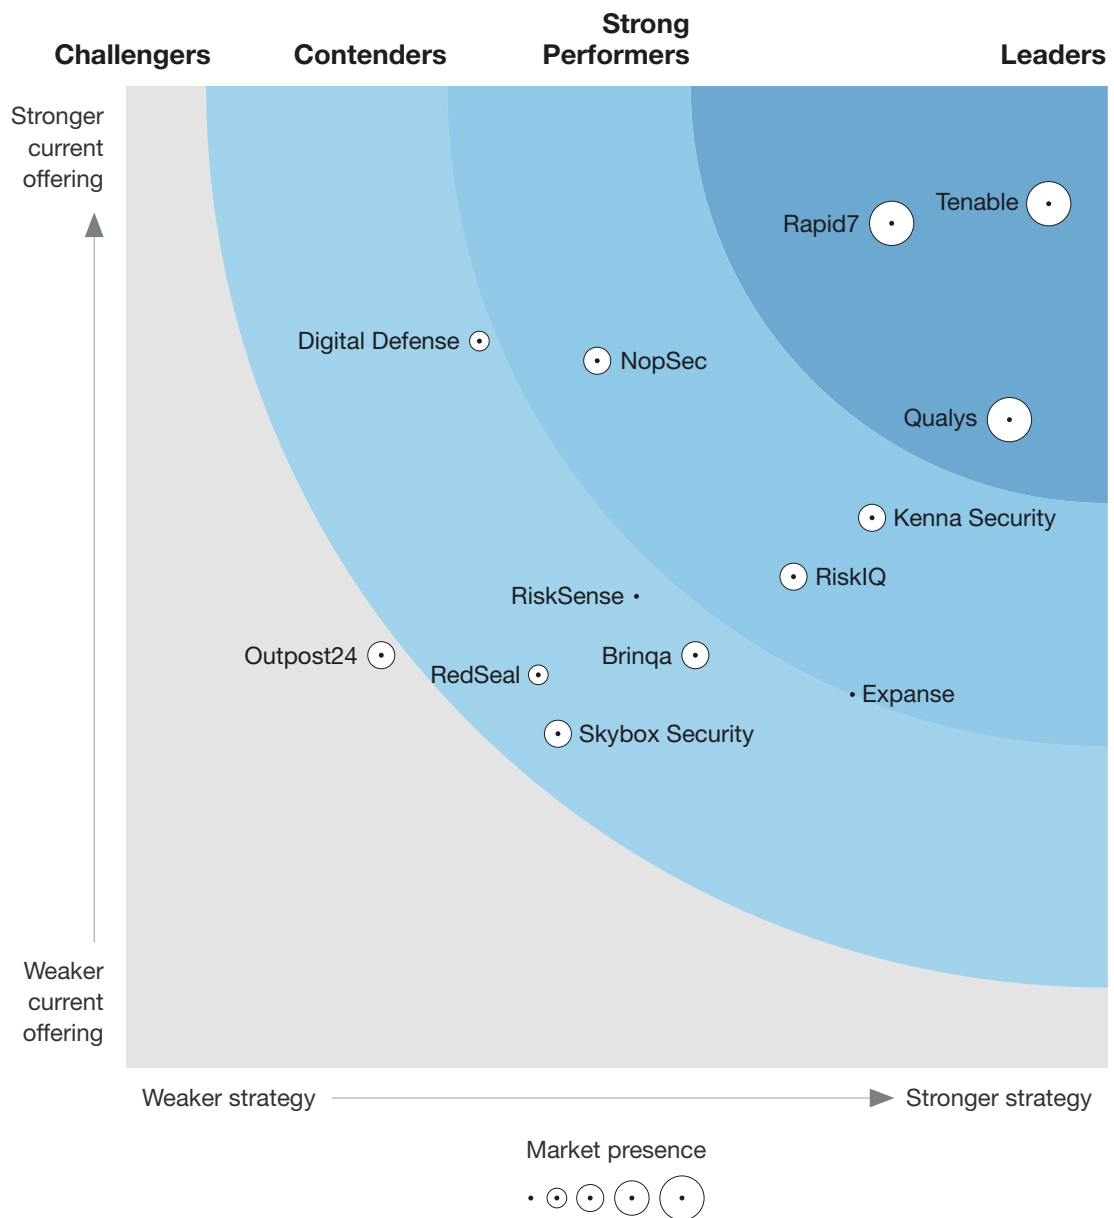 Challengers
Contenders
Strong
Performers
Leaders
Stronger
current
offering
Tenable
Rapid7
Digital Defense
NopSec
Qualys
Kenna Security
RiskIQ
RiskSense
Outpost24
Brinqa
RedSeal
Expanse
Skybox Security
Weaker
current
offering
Weaker strategy
Stronger strategy
Market presence